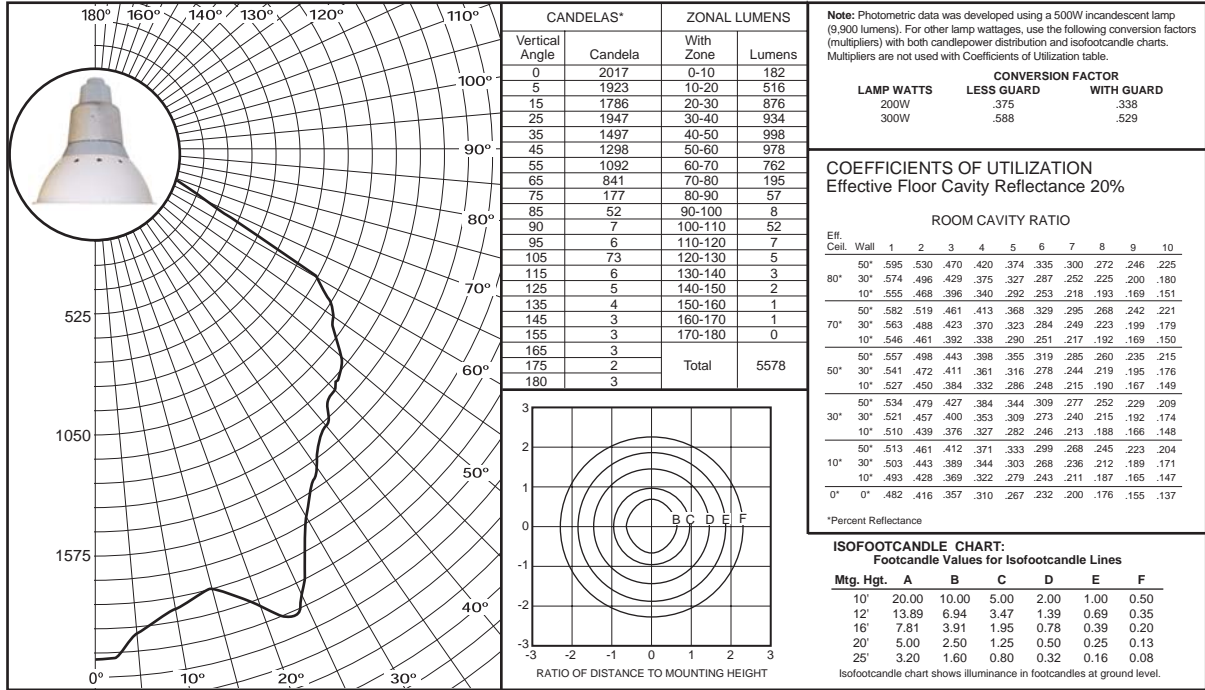 180º 160º 140º 130º 120º 110º
100º
90º
80º
70º
60º
50º
40º
0º 10º 20º 30º
525
1050
1575
CANDELAS* ZONAL LUMENS
Vertical Angle Candela With Zone Lumens
0 2017 0-10 182
5 1923 10-20 516
15 1786 20-30 876
25 1947 30-40 934
35 1497 40-50 998
45 1298 50-60 978
55 1092 60-70 762
65 841 70-80 195
75 177 80-90 57
85 52 90-100 8
90 7 100-110 52
95 6 110-120 7
105 73 120-130 5
115 6 130-140 3
125 5 140-150 2
135 4 150-160 1
145 3 160-170 1
155 3 170-180 0
165 3
175 2 Total 5578
180 3
3
2
1
0
-1
-2
-3
B C D E F
-3 -2 -1 0 1 2 3
RATIO OF DISTANCE TO MOUNTING HEIGHT
Note: Photometric data was developed using a 500W incandescent lamp
(9,900 lumens). For other lamp wattages, use the following conversion factors
(multipliers) with both candlepower distribution and isofootcandle charts.
Multipliers are not used with Coefficients of Utilization table.
CONVERSION FACTOR
LAMP WATTS LESS GUARD WITH GUARD
200W .375 .338
300W .588 .529
COEFFICIENTS OF UTILIZATION
Effective Floor Cavity Reflectance 20%
ROOM CAVITY RATIO
Eff.
Ceil. Wall 1 2 3 4 5 6 7 8 9 10
50* .595 .530 .470 .420 .374 .335 .300 .272 .246 .225
80* 30* .574 .496 .429 .375 .327 .287 .252 .225 .200 .180
10* .555 .468 .396 .340 .292 .253 .218 .193 .169 .151
50* .582 .519 .461 .413 .368 .329 .295 .268 .242 .221
70* 30* .563 .488 .423 .370 .323 .284 .249 .223 .199 .179
10* .546 .461 .392 .338 .290 .251 .217 .192 .169 .150
50* .557 .498 .443 .398 .355 .319 .285 .260 .235 .215
50* 30* .541 .472 .411 .361 .316 .278 .244 .219 .195 .176
10* .527 .450 .384 .332 .286 .248 .215 .190 .167 .149
50* .534 .479 .427 .384 .344 .309 .277 .252 .229 .209
30* 30* .521 .457 .400 .353 .309 .273 .240 .215 .192 .174
10* .510 .439 .376 .327 .282 .246 .213 .188 .166 .148
50* .513 .461 .412 .371 .333 .299 .268 .245 .223 .204
10* 30* .503 .443 .389 .344 .303 .268 .236 .212 .189 .171
10* .493 .428 .369 .322 .279 .243 .211 .187 .165 .147
0* 0* .482 .416 .357 .310 .267 .232 .200 .176 .155 .137
*Percent Reflectance
ISOFOOTCANDLE CHART:
Footcandle Values for Isofootcandle Lines
Mtg. Hgt. A B C D E F
10' 20.00 10.00 5.00 2.00 1.00 0.50
12' 13.89 6.94 3.47 1.39 0.69 0.35
16' 7.81 3.91 1.95 0.78 0.39 0.20
20' 5.00 2.50 1.25 0.50 0.25 0.13
25' 3.20 1.60 0.80 0.32 0.16 0.08
Isofootcandle chart shows illuminance in footcandles at ground level.